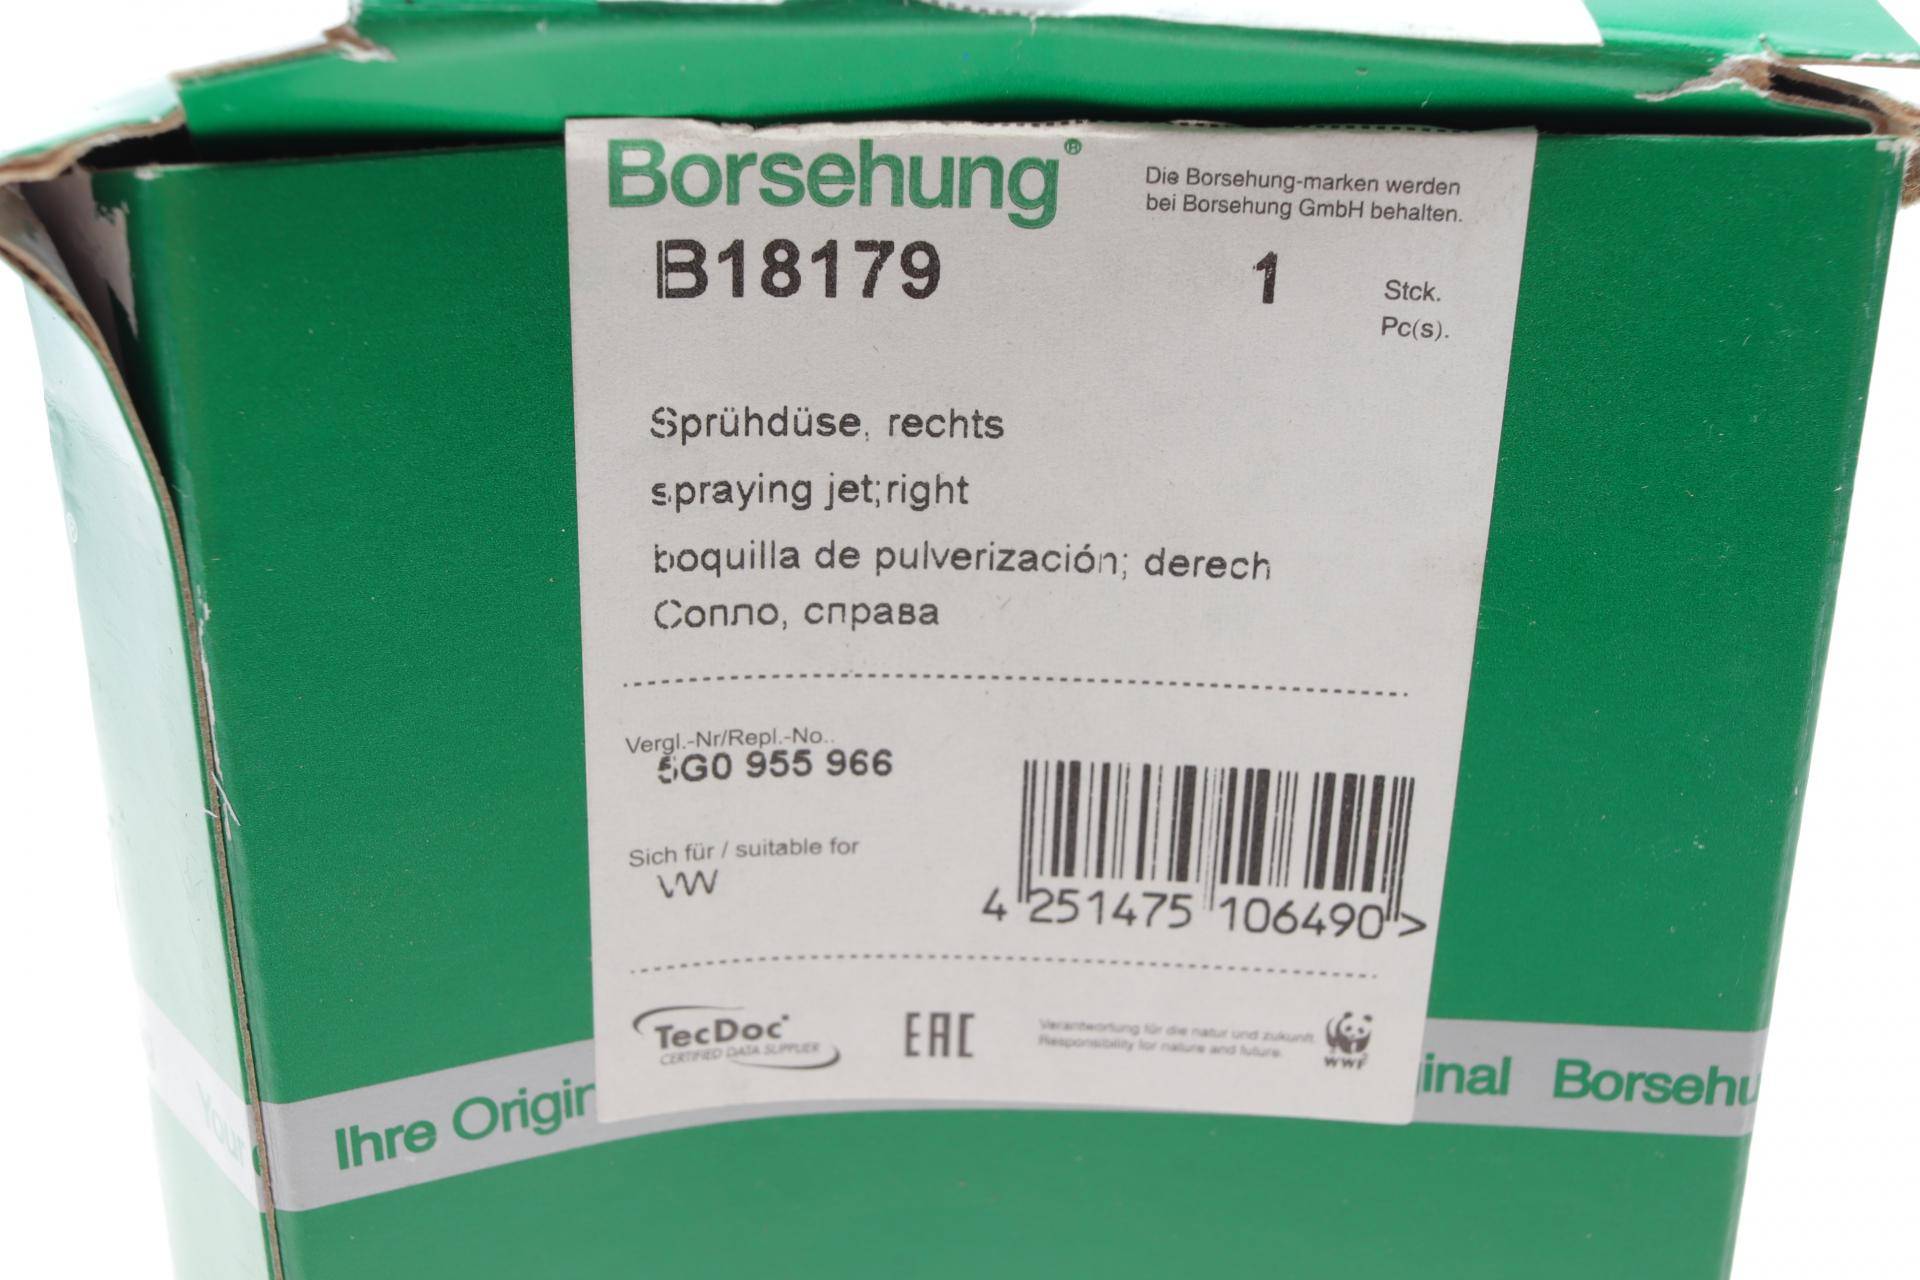 Borsehung®
Die Borsehung-marken werden
bei Borsehung GmbH behalten.
B18179
1
Stck.
Pc(s).
Sprühdüse, rechts
spraying jet;right
boquilla de pulverización; derech
Сопло, справа
Vergl.-Nr/Repl.-No..
5G0 955 966
Sich für / suitable for
VW
4 251475 106490 >
TecDoc
CERTIFIED DATA SUPPLIER
EAC
Verantwortung für die natur und zukunft.
Responsibility for nature and future.
WWF
Ihre Origin
inal Borsehu
Your